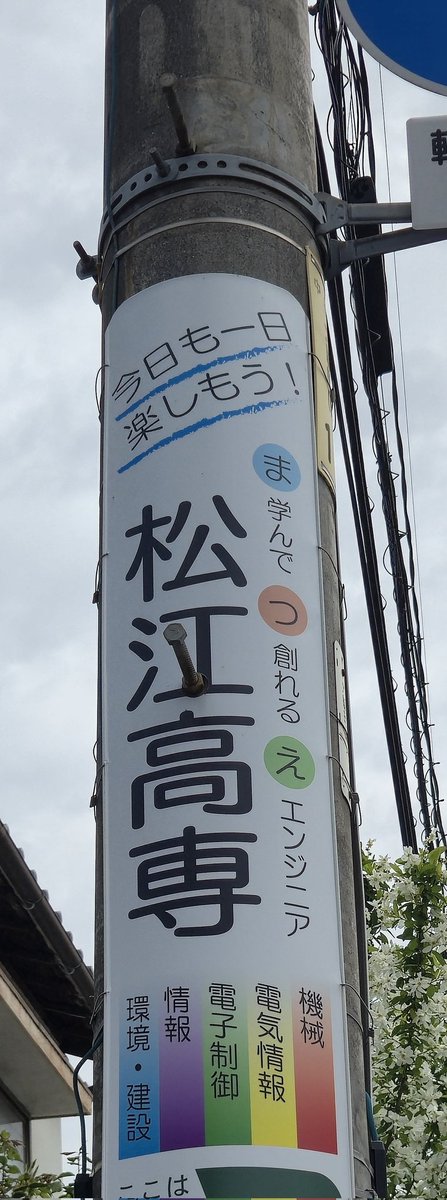 今日も一日
楽しもう！
ま 学んで つ 創れる え エンジニア
松江高専
機械
電気情報
電子制御
情報
環境・建設
ここは